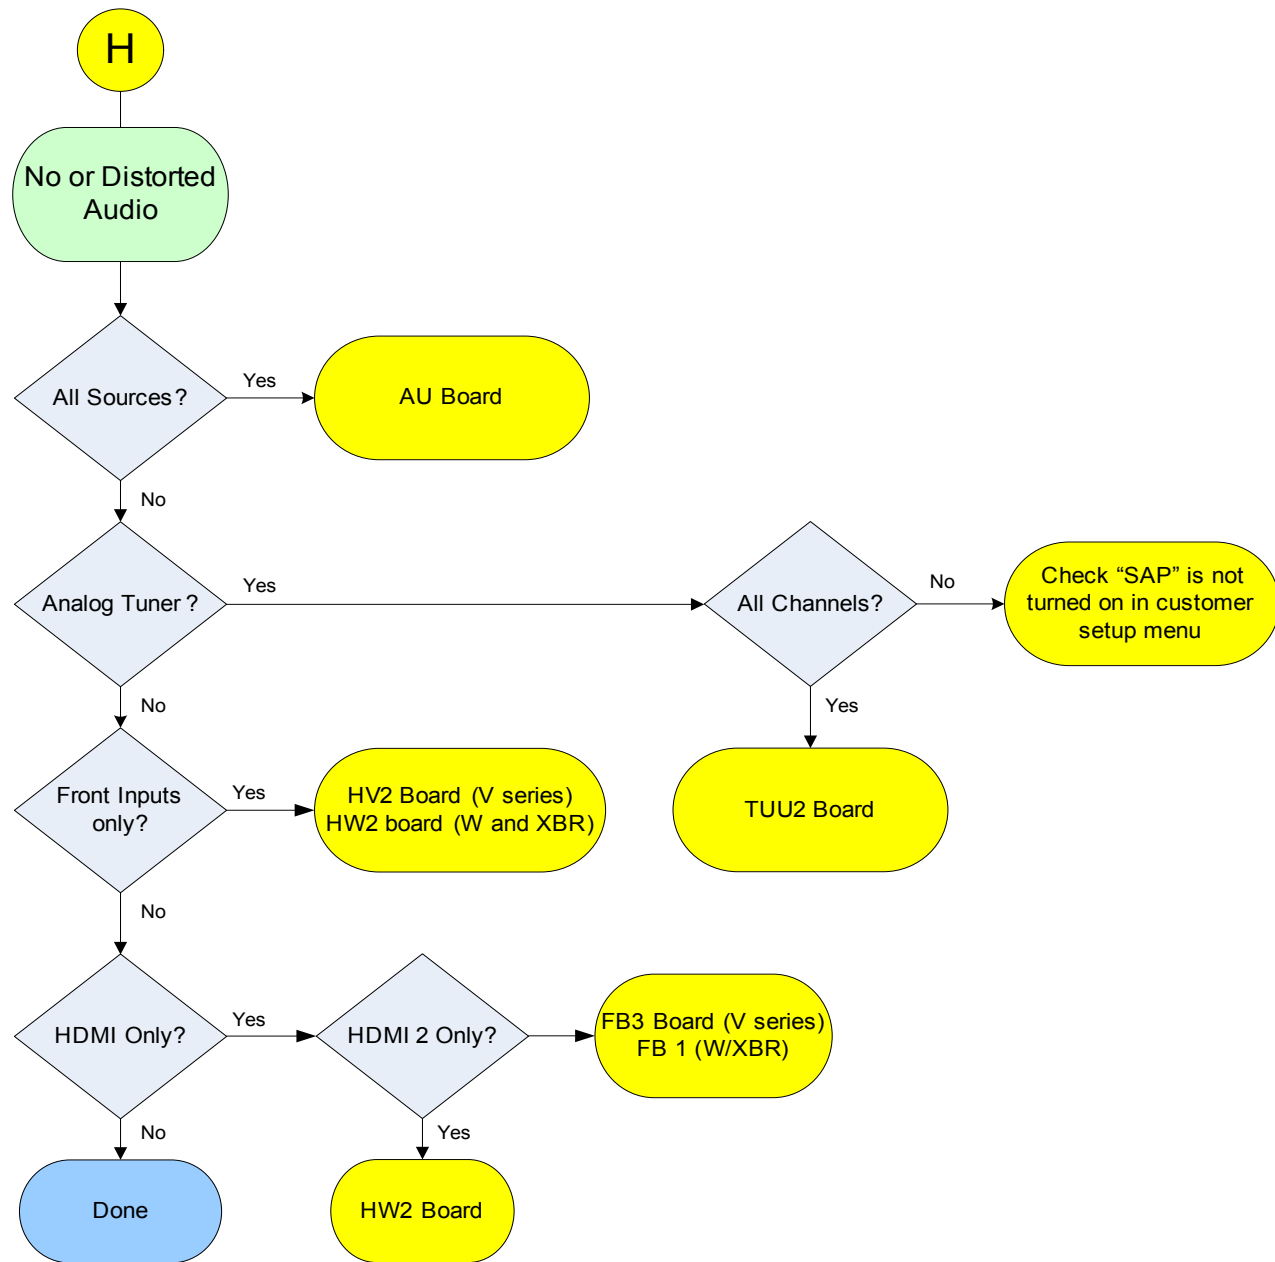 H
No or Distorted
Audio
All Sources?
Yes
AU Board
No
Analog Tuner?
Yes
All Channels?
No
Check “SAP” is not
turned on in customer
setup menu
No
Yes
Front Inputs
only?
Yes
HV2 Board (V series)
HW2 board (W and XBR)
TUU2 Board
No
HDMI Only?
Yes
HDMI 2 Only?
FB3 Board (V series)
FB 1 (W/XBR)
No
Yes
Done
HW2 Board